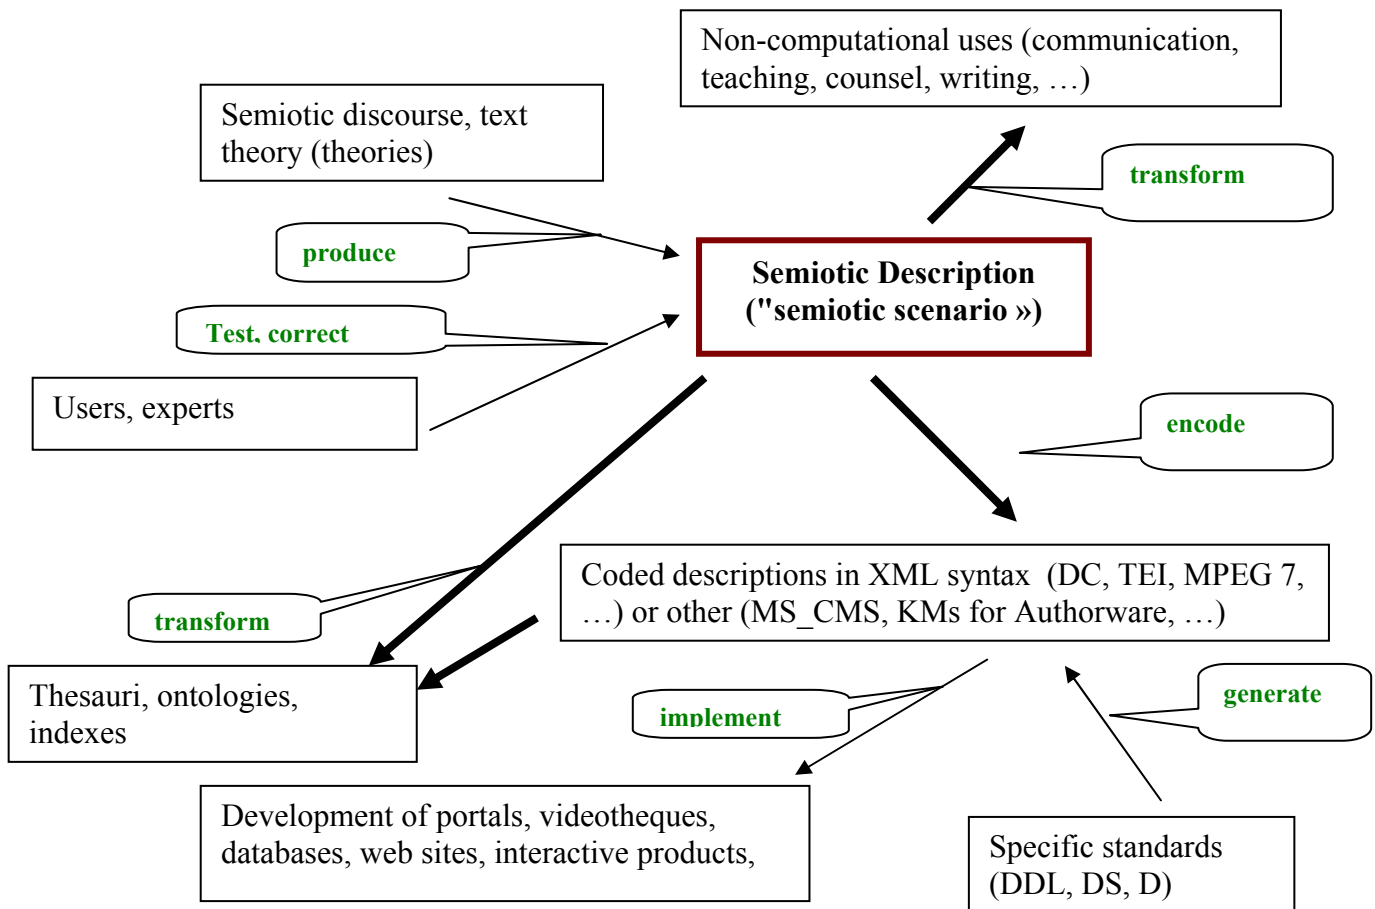 Non-computational uses (communication,
teaching, counsel, writing, …)
Semiotic discourse, text
theory (theories)
transform
produce
Semiotic Description
("semiotic scenario »)
Test, correct
Users, experts
encode
Coded descriptions in XML syntax  (DC, TEI, MPEG 7,
…) or other (MS_CMS, KMs for Authorware, …)
transform
Thesauri, ontologies,
indexes
implement
generate
Development of portals, videotheques,
databases, web sites, interactive products,
Specific standards
(DDL, DS, D)